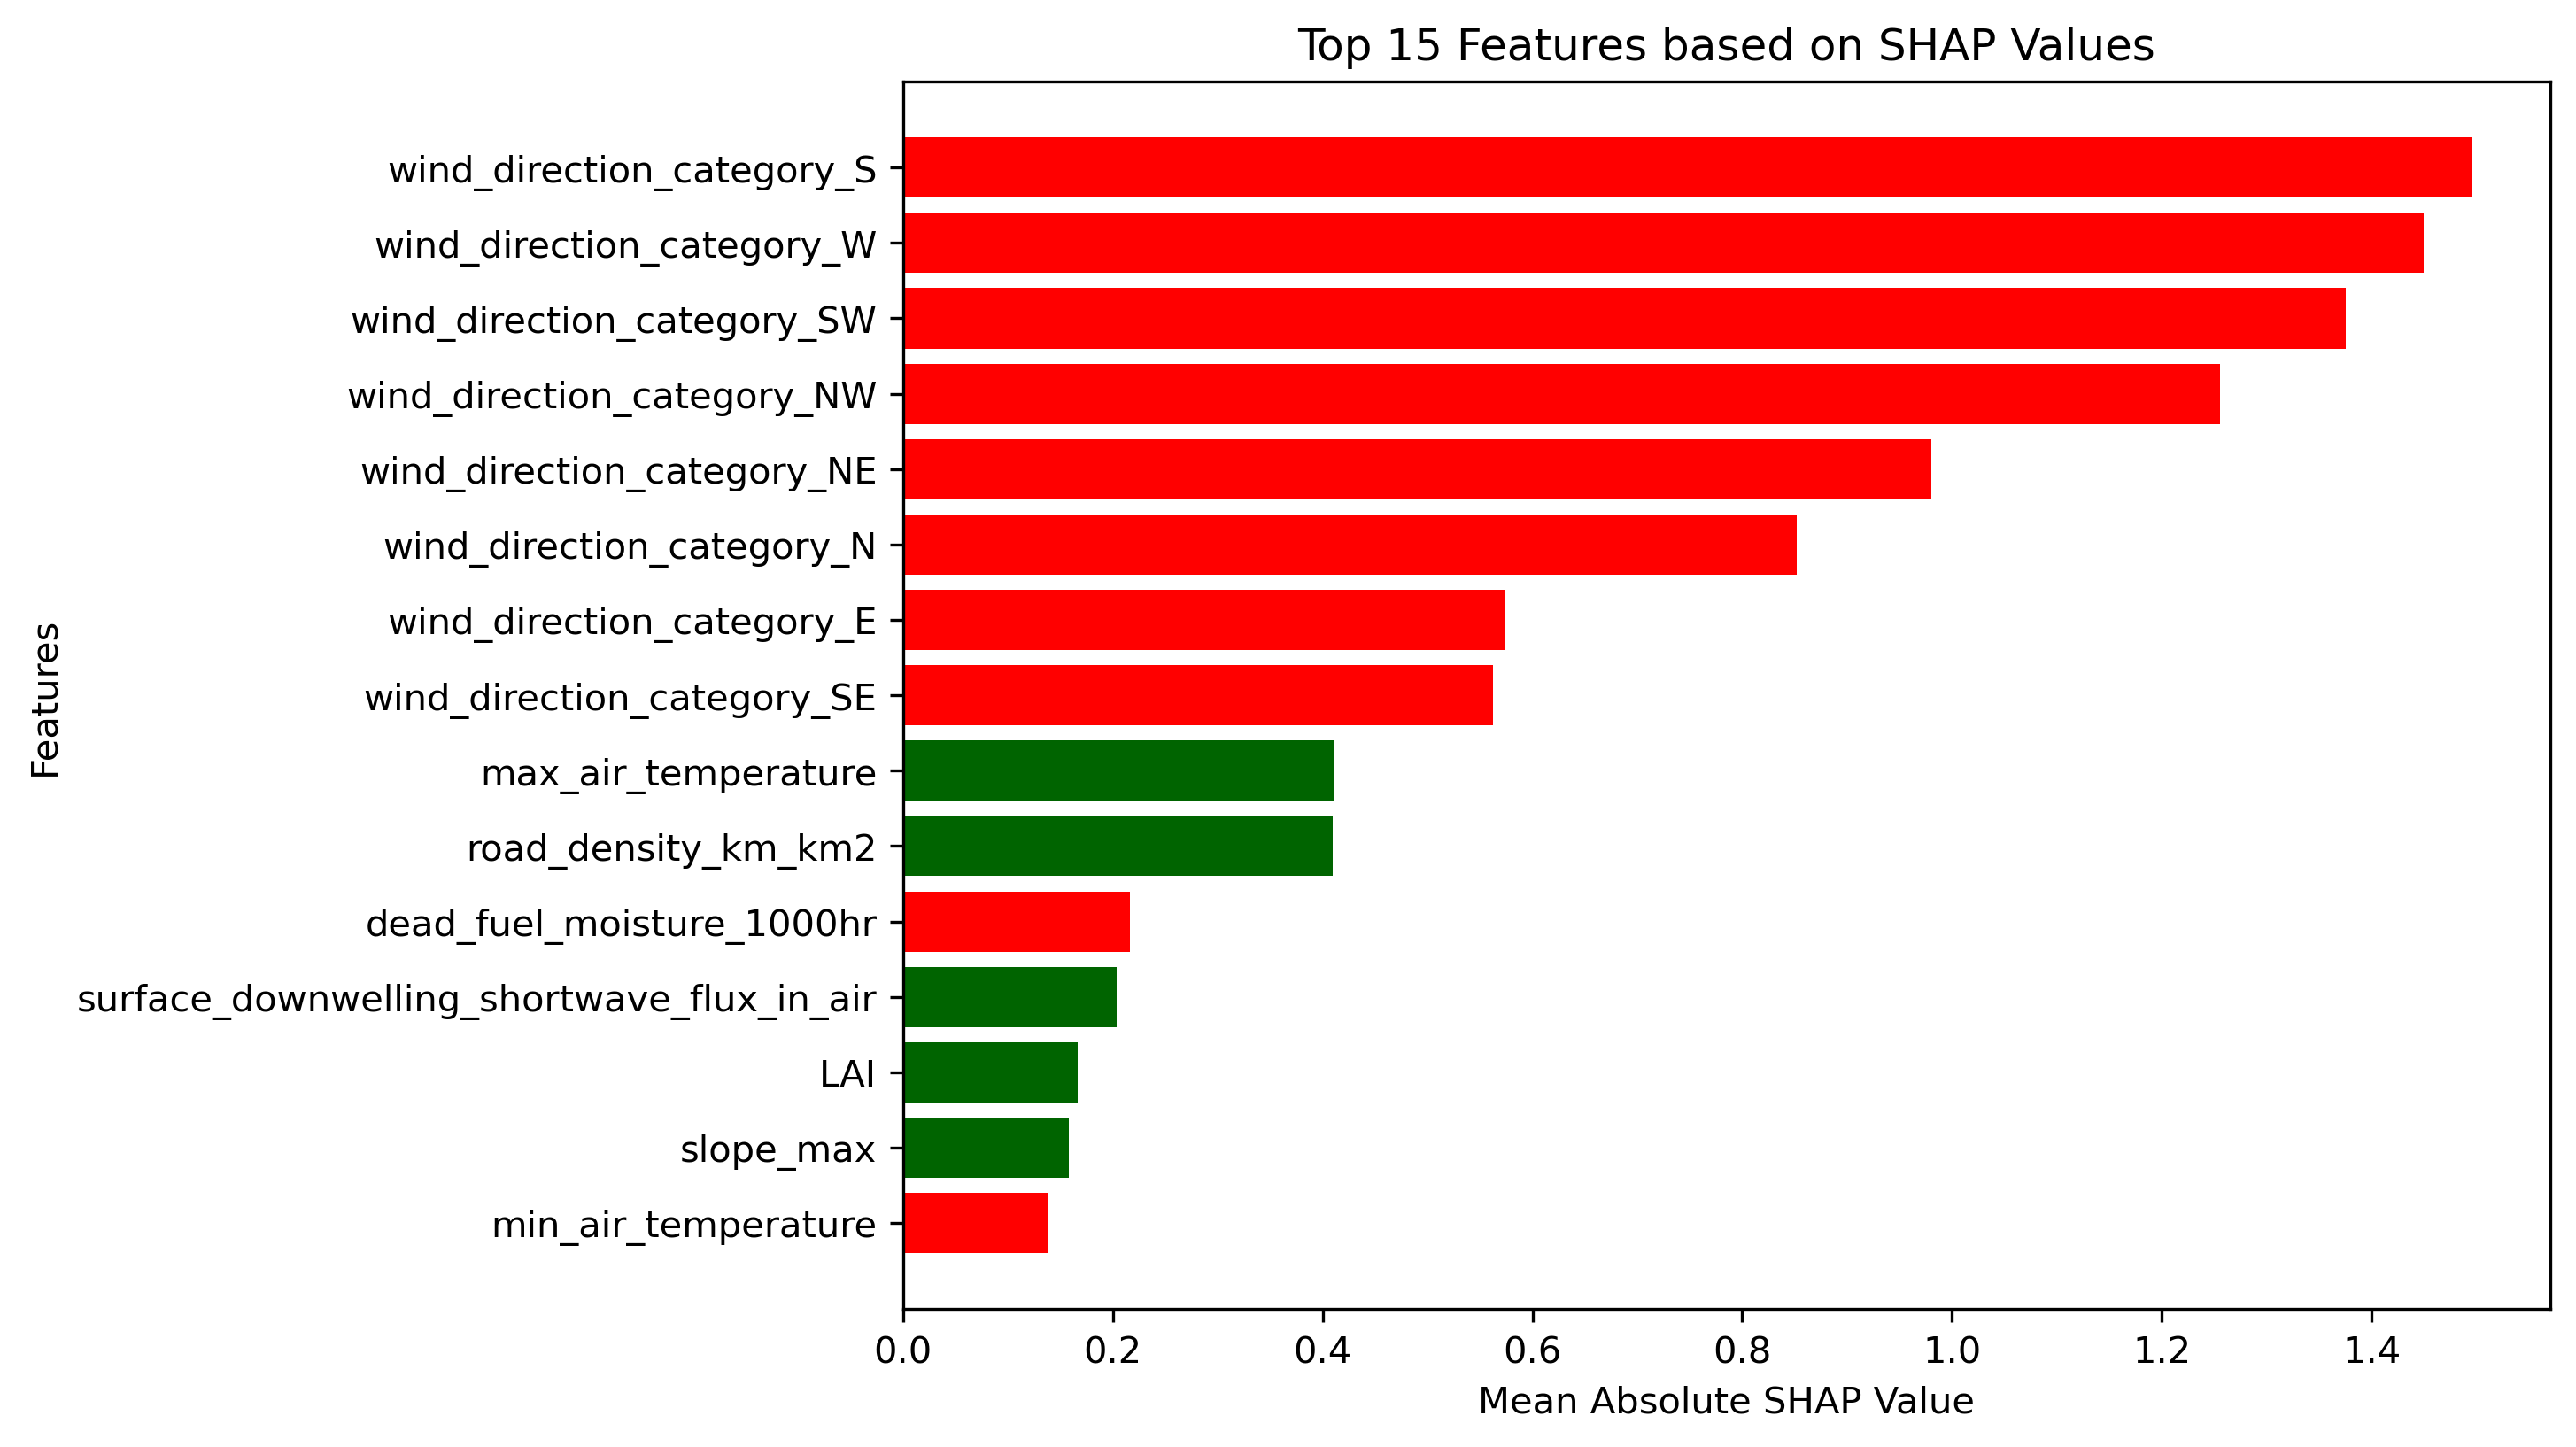 Top 15 Features based on SHAP Values
wind_direction_category_S
wind_direction_category_W
wind_direction_category_SW
wind_direction_category_NW
wind_direction_category_NE
wind_direction_category_N
wind_direction_category_E
wind_direction_category_SE
max_air_temperature
road_density_km_km2
dead_fuel_moisture_1000hr
surface_downwelling_shortwave_flux_in_air
LAI
slope_max
min_air_temperature
Features
0.0 0.2 0.4 0.6 0.8 1.0 1.2 1.4
Mean Absolute SHAP Value